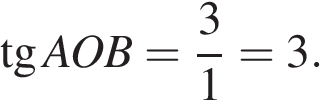 tg AOB = 3/1 = 3.